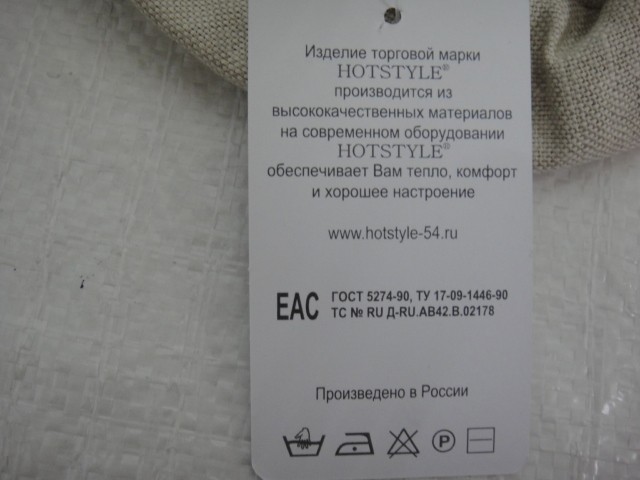 Изделие торговой марки
HOTSTYLE®
производится из
высококачественных материалов
на современном оборудовании
HOTSTYLE®
обеспечивает Вам тепло, комфорт
и хорошее настроение
www.hotstyle-54.ru
EAC
ГОСТ 5274-90, ТУ 17-09-1446-90
ТС № RU Д-RU.АВ42.В.02178
Произведено в России
P